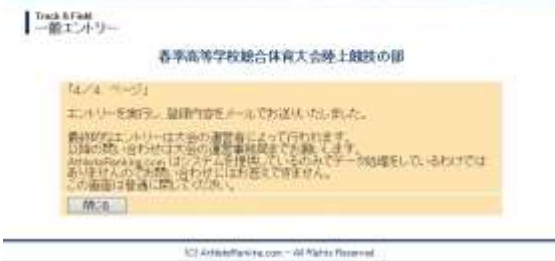 Track & Field
一般エントリー
春季高等学校総合体育大会陸上競技の部
「4/4 ページ」
エントリーを実行し、登録内容をメールでお送りいたしました。
最終的なエントリーは大会の運営者によって行われます。
以降の問い合わせは大会の運営事務局までお願いします。
AthleteRanking.com はシステムを提供しているのみでデータ処理をしているわけでは
ありませんのでお問い合わせにはお答えできません。
この画面は普通に閉じてください。
閉じる
(C) AthleteRanking.com - All Rights Reserved